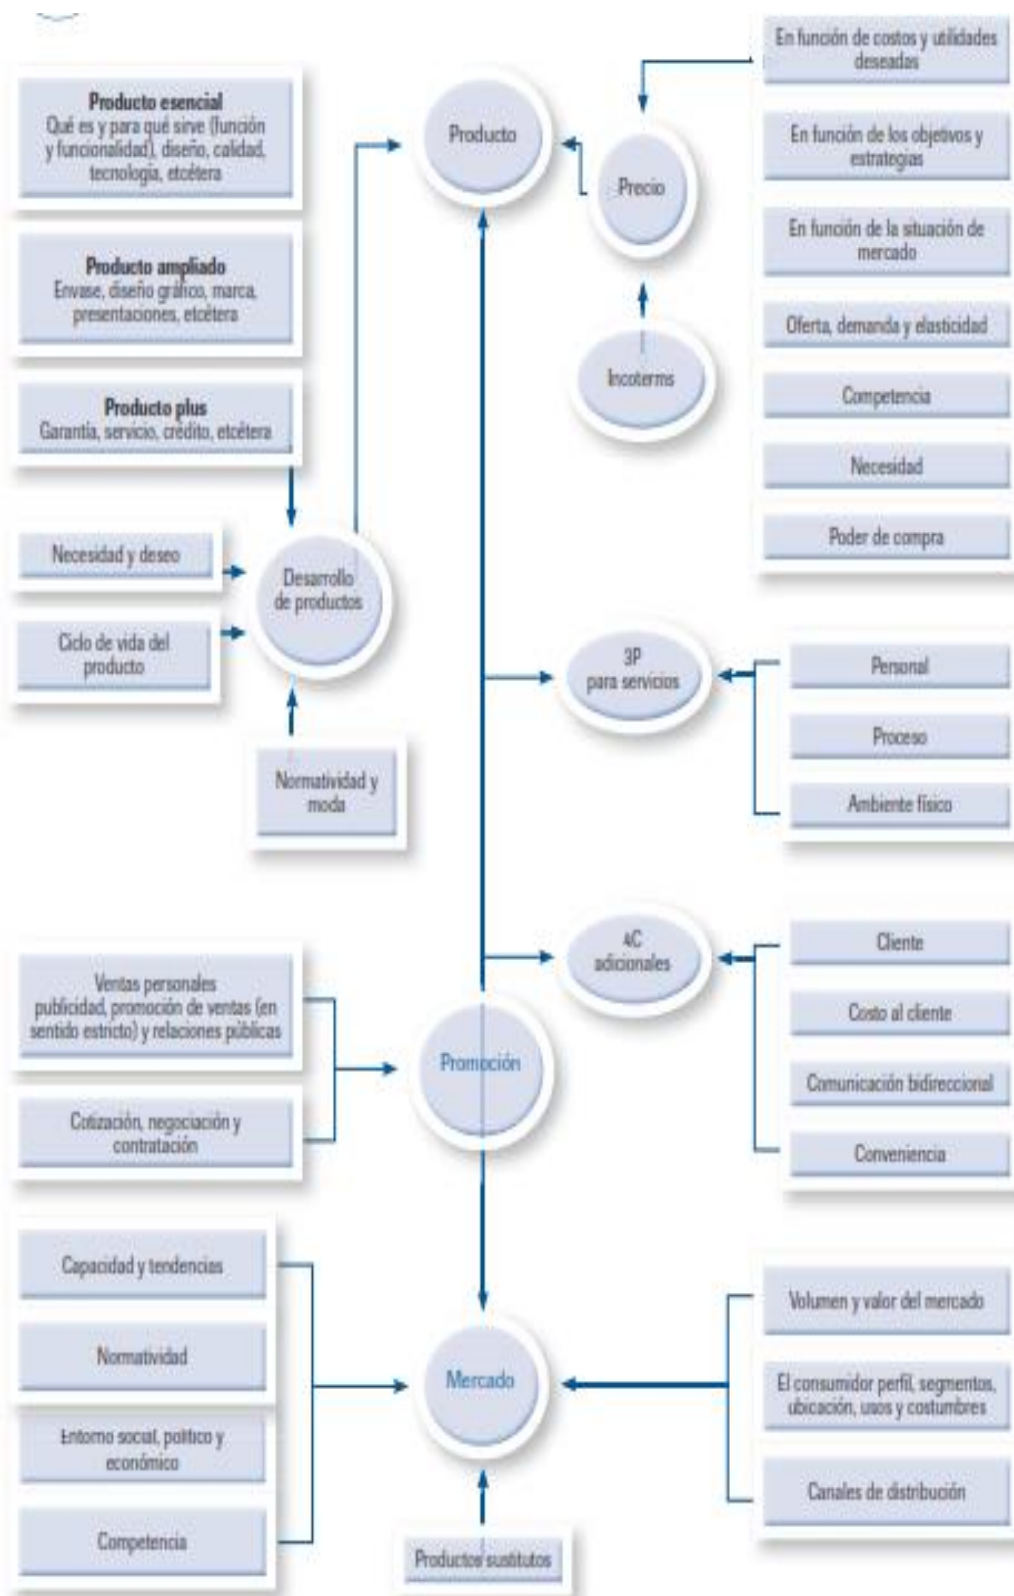 Producto esencial
Qué es y para qué sirve (función
y funcionalidad), diseño, calidad,
tecnología, etcétera
Producto ampliado
Envase, diseño gráfico, marca,
presentaciones, etcétera
Producto plus
Garantía, servicio, crédito, etcétera
Necesidad y deseo
Ciclo de vida del
producto
Desarrollo
de productos
Normatividad y
moda
Producto
Precio
Incoterms
En función de costos y utilidades
deseadas
En función de los objetivos y
estrategias
En función de la situación de
mercado
Oferta, demanda y elasticidad
Competencia
Necesidad
Poder de compra
3P
para servicios
Personal
Proceso
Ambiente físico
4C
adicionales
Cliente
Costo al cliente
Comunicación bidireccional
Conveniencia
Ventas personales
publicidad, promoción de ventas (en
sentido estricto) y relaciones públicas
Cotización, negociación y
contratación
Promoción
Capacidad y tendencias
Normatividad
Entorno social, político y
económico
Competencia
Mercado
Productos sustitutos
Volumen y valor del mercado
El consumidor perfil, segmentos,
ubicación, usos y costumbres
Canales de distribución